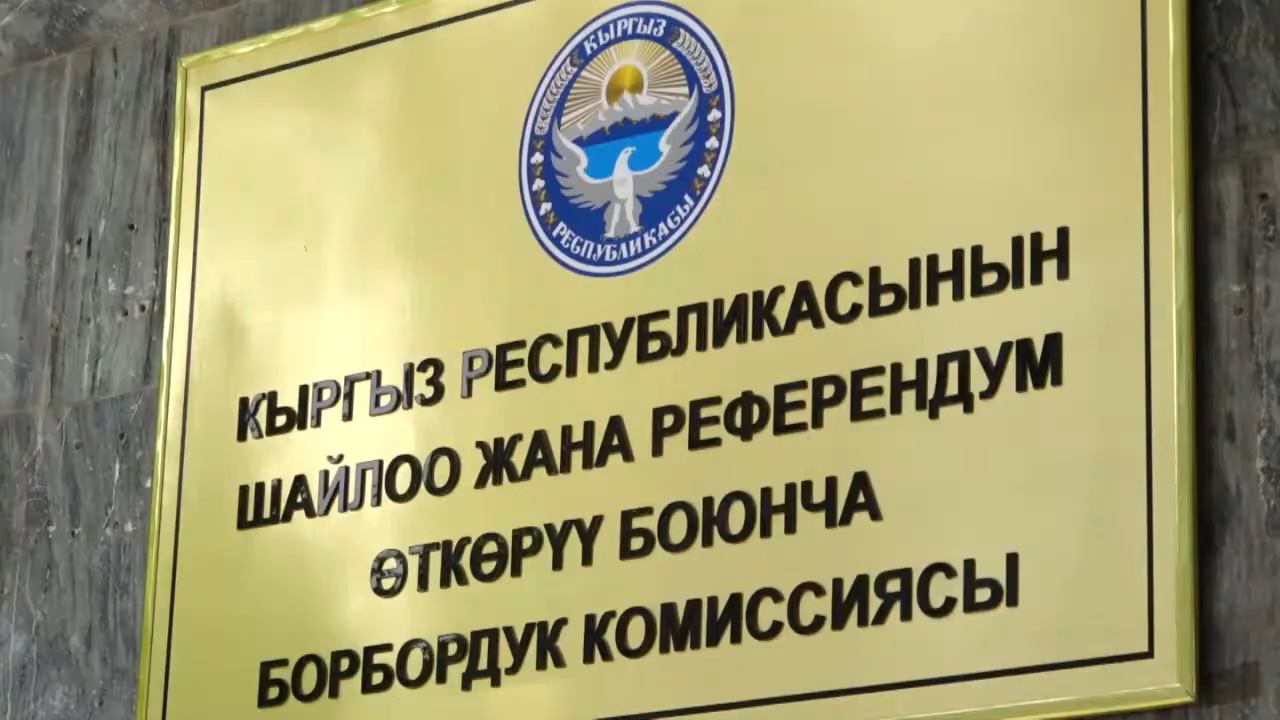 КЫРГЫЗ
РЕСПУБЛИКАСЫ
КЫРГЫЗ РЕСПУБЛИКАСЫНЫН
ШАЙЛОО ЖАНА РЕФЕРЕНДУМ
ӨТКӨРҮҮ БОЮНЧА
БОРБОРДУК КОМИССИЯСЫ